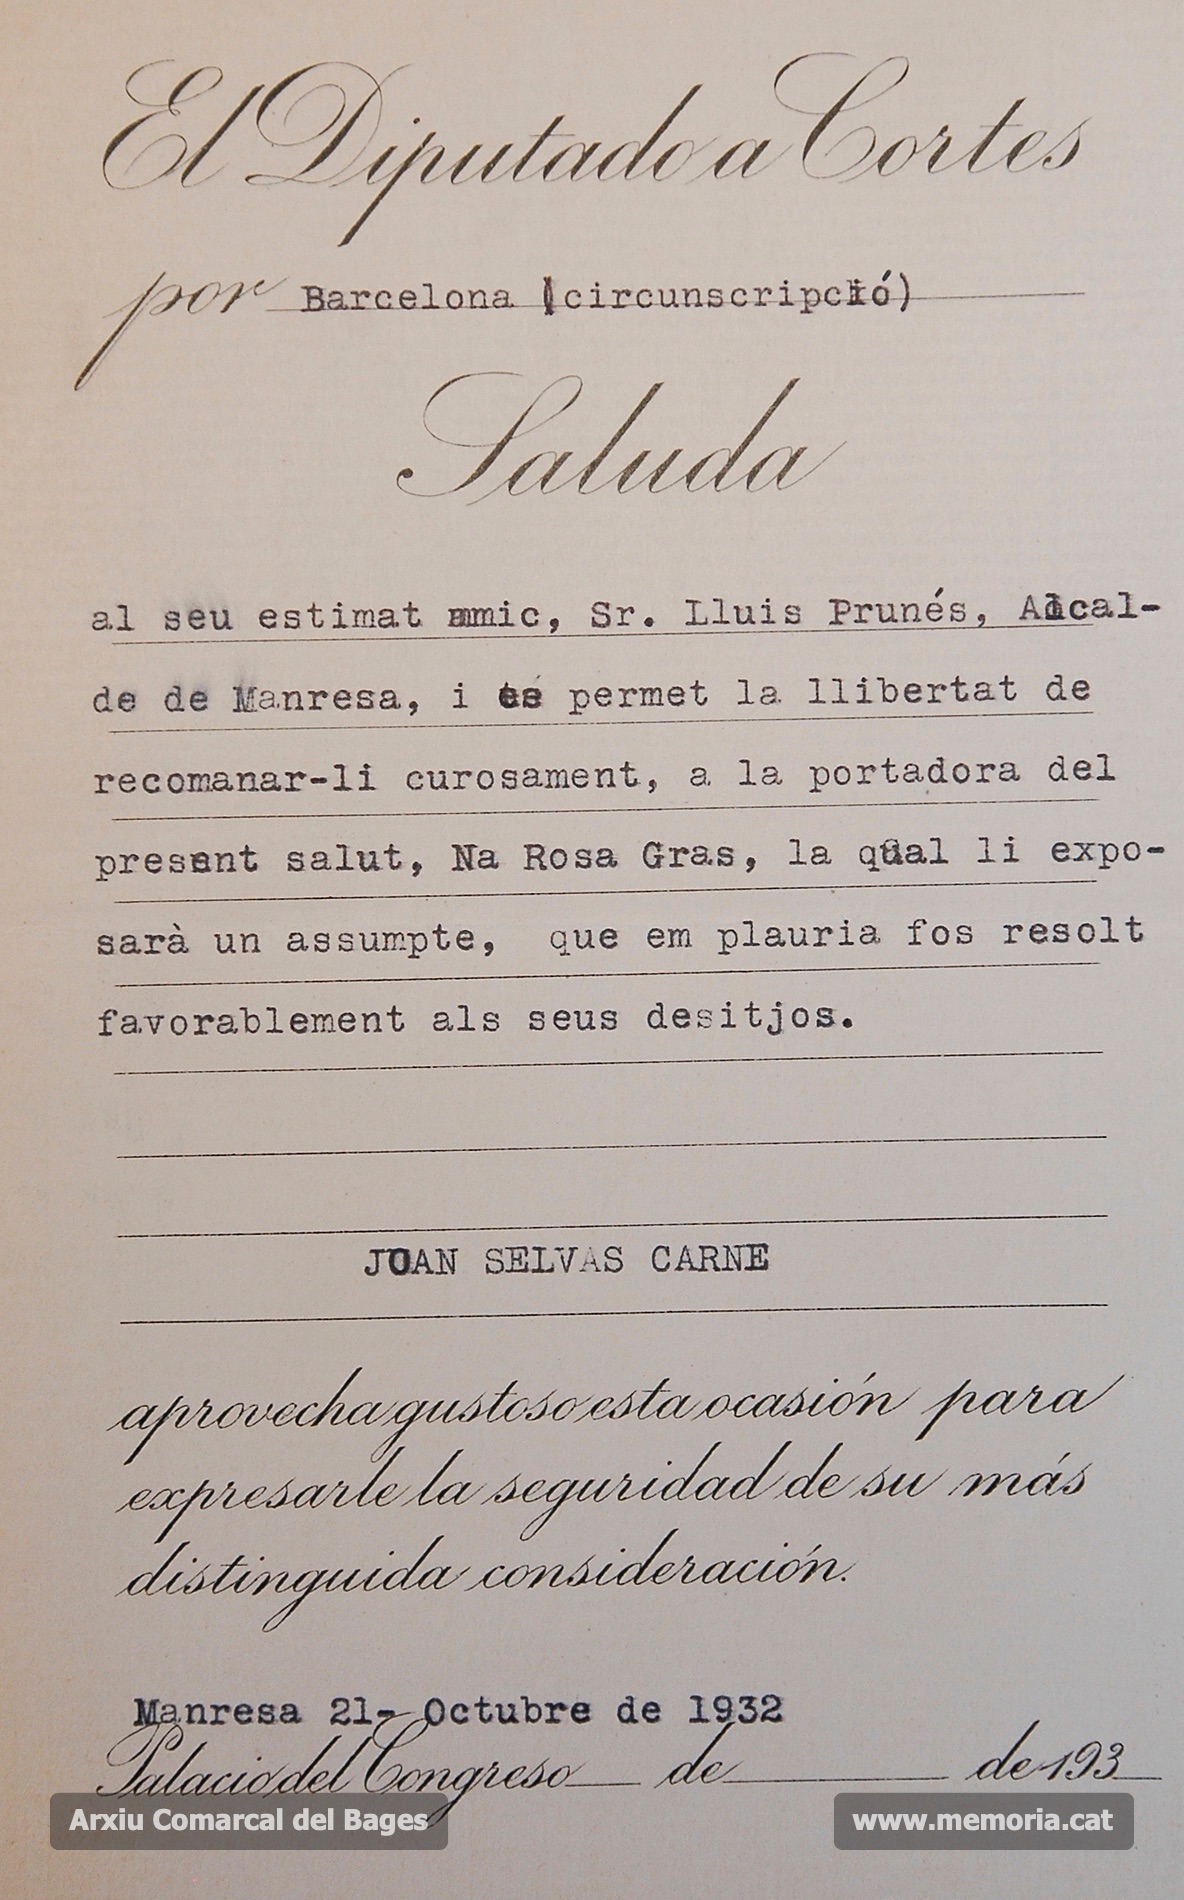 El Diputado a Cortes
por Barcelona (circunscripció)
Saluda
al seu estimat amic, Sr. Lluis Prunés, Alcal-
de de Manresa, i es permet la llibertat de
recomanar-li curosament, a la portadora del
present salut, Na Rosa Gras, la qual li expo-
sarà un assumpte, que em plauria fos resolt
favorablement als seus desitjos.
JOAN SELVAS CARNE
aprovecha gustoso esta ocasión para
expresarle la seguridad de su más
distinguida consideración.
Manresa 21- Octubre de 1932
Palacio del Congreso de de 193
Arxiu Comarcal del Bages
www.memoria.cat